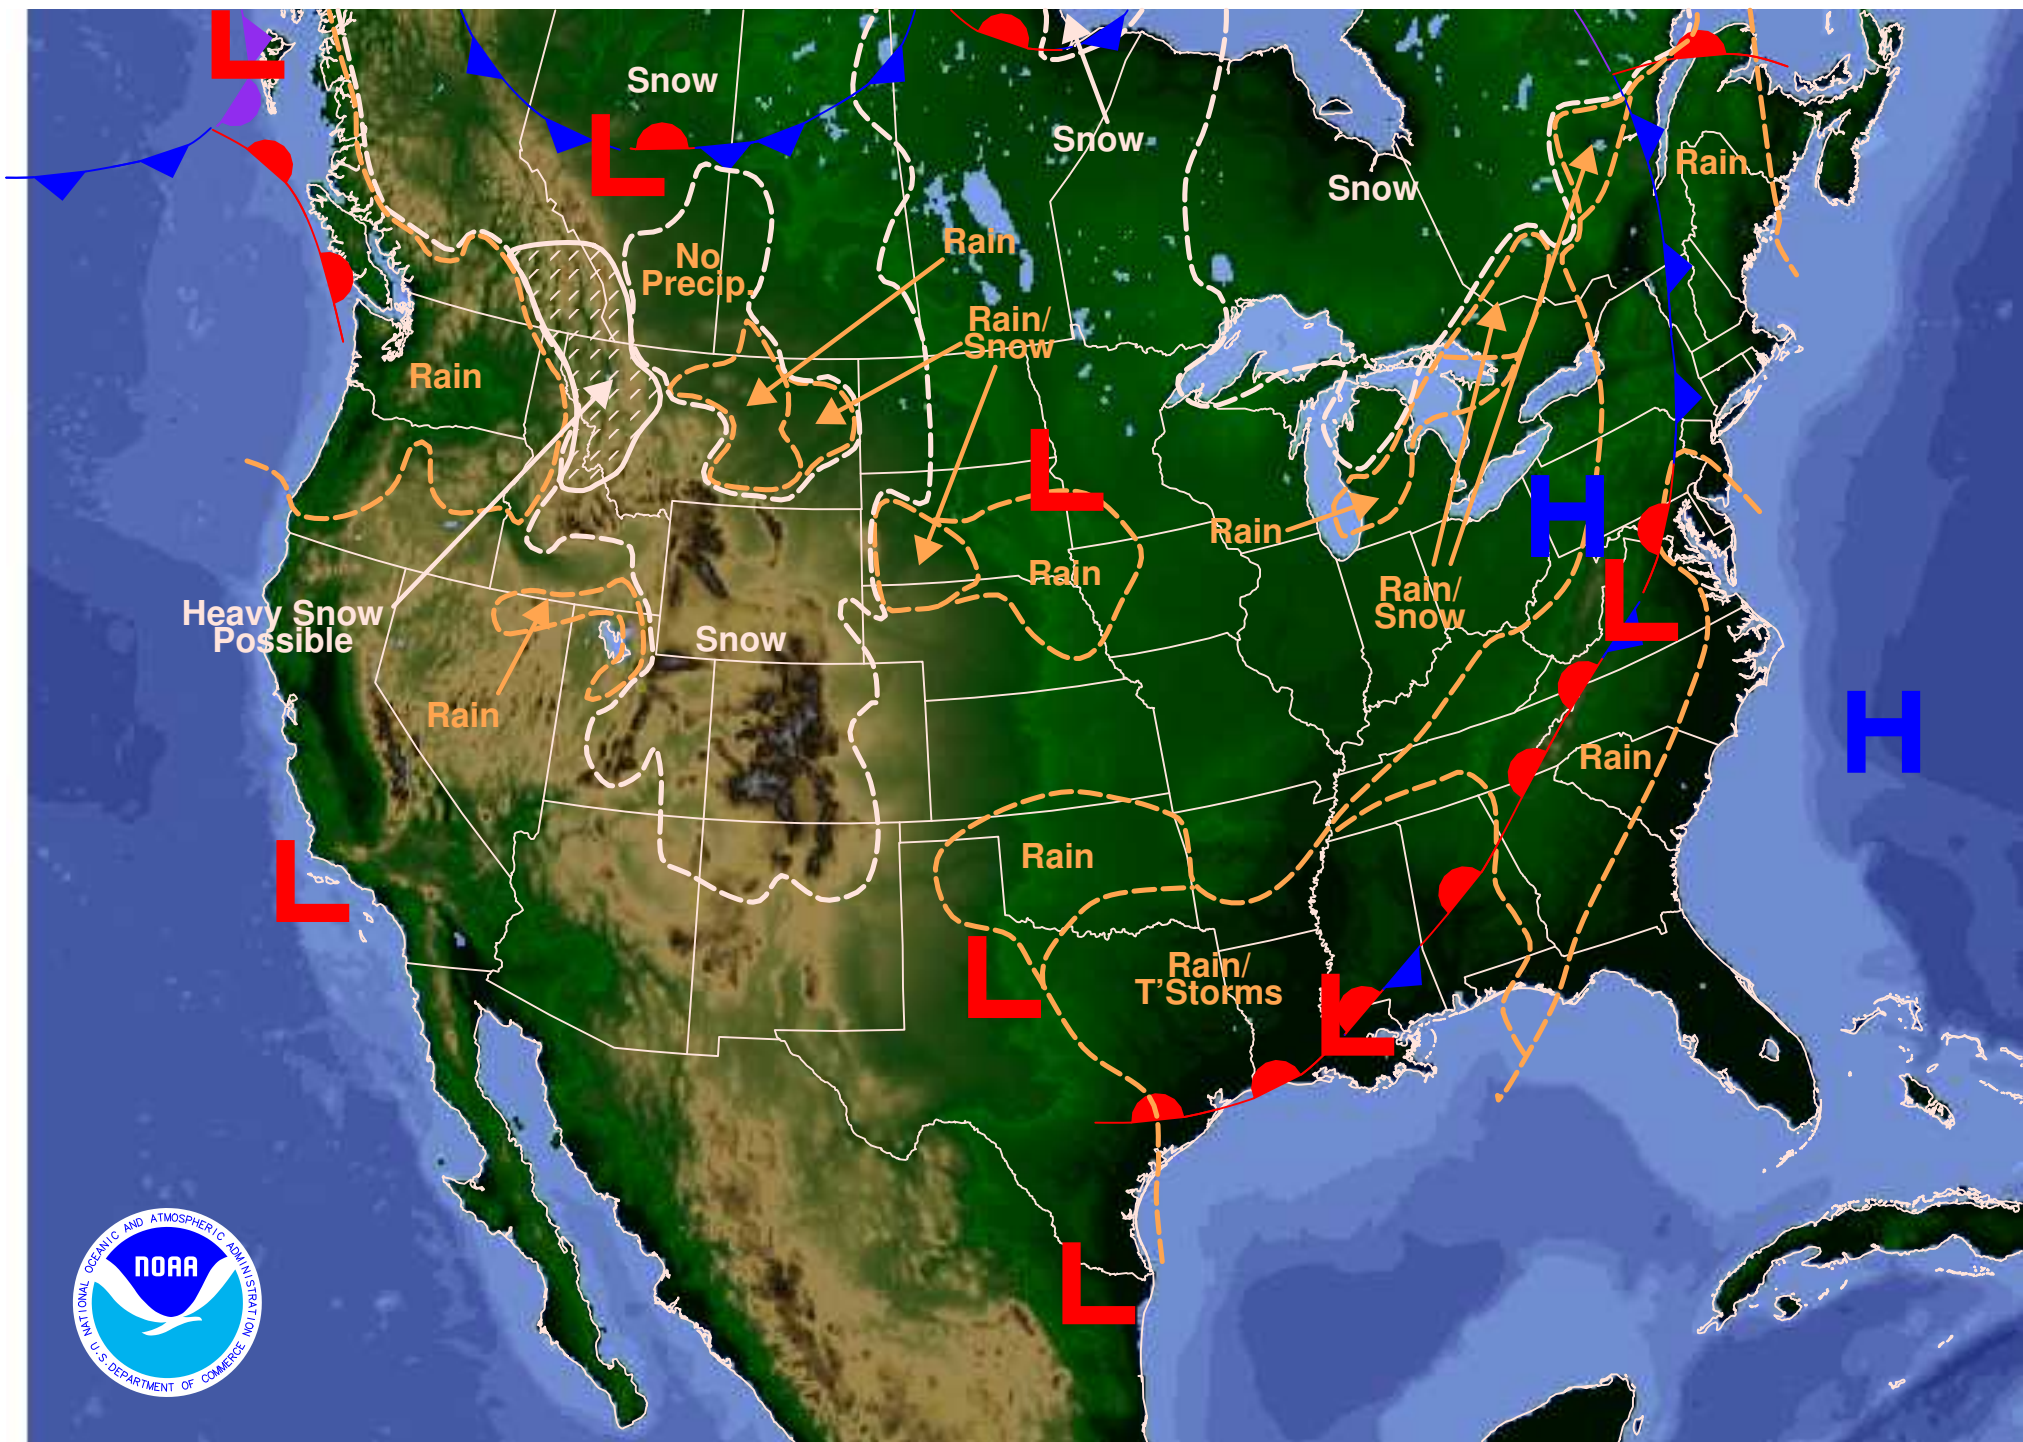 L
Snow
L
Snow
Snow
Rain
Rain
No
Precip.
Rain/
Snow
Rain
L
H
Rain
Rain
Rain/
Snow
L
Heavy Snow
Possible
Snow
Rain
H
Rain
L
Rain
L
Rain/
T'Storms
L
L
NATIONAL OCEANIC AND ATMOSPHERIC ADMINISTRATION
NOAA
U.S. DEPARTMENT OF COMMERCE